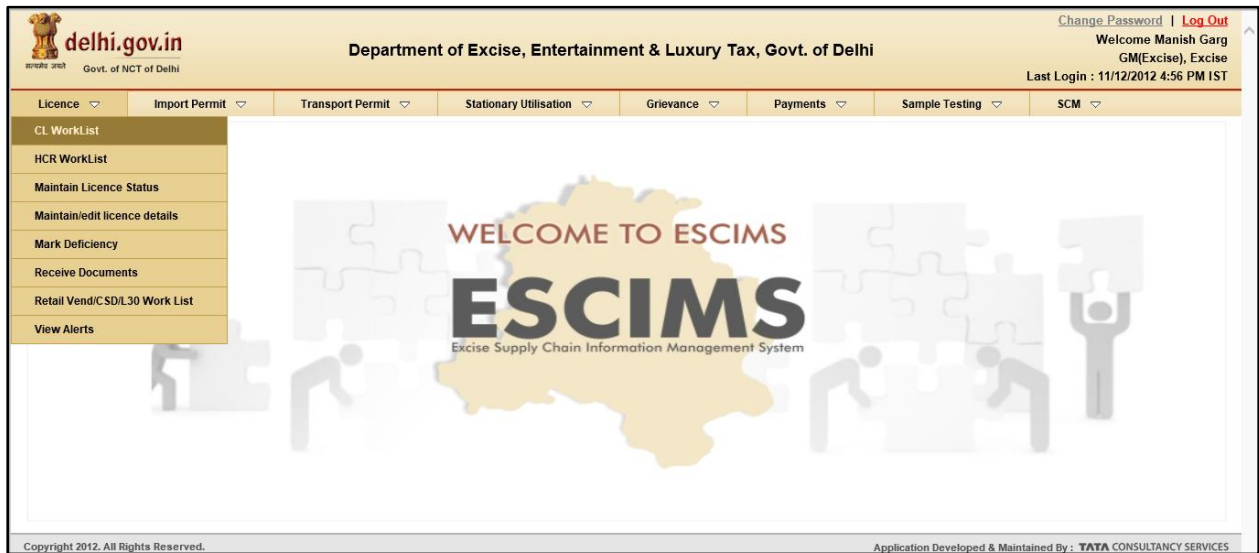 Change Password | Log Out
delhi.gov.in
सत्यमेव जयते
Govt. of NCT of Delhi
Department of Excise, Entertainment & Luxury Tax, Govt. of Delhi
Welcome Manish Garg
GM(Excise), Excise
Last Login : 11/12/2012 4:56 PM IST
Licence Import Permit Transport Permit Stationary Utilisation Grievance Payments Sample Testing SCM
CL WorkList
HCR WorkList
Maintain Licence Status
Maintain/edit licence details
Mark Deficiency
Receive Documents
Retail Vend/CSD/L30 Work List
View Alerts
WELCOME TO ESCIMS
ESCIMS
Excise Supply Chain Information Management System
Copyright 2012. All Rights Reserved.
Application Developed & Maintained By : TATA CONSULTANCY SERVICES